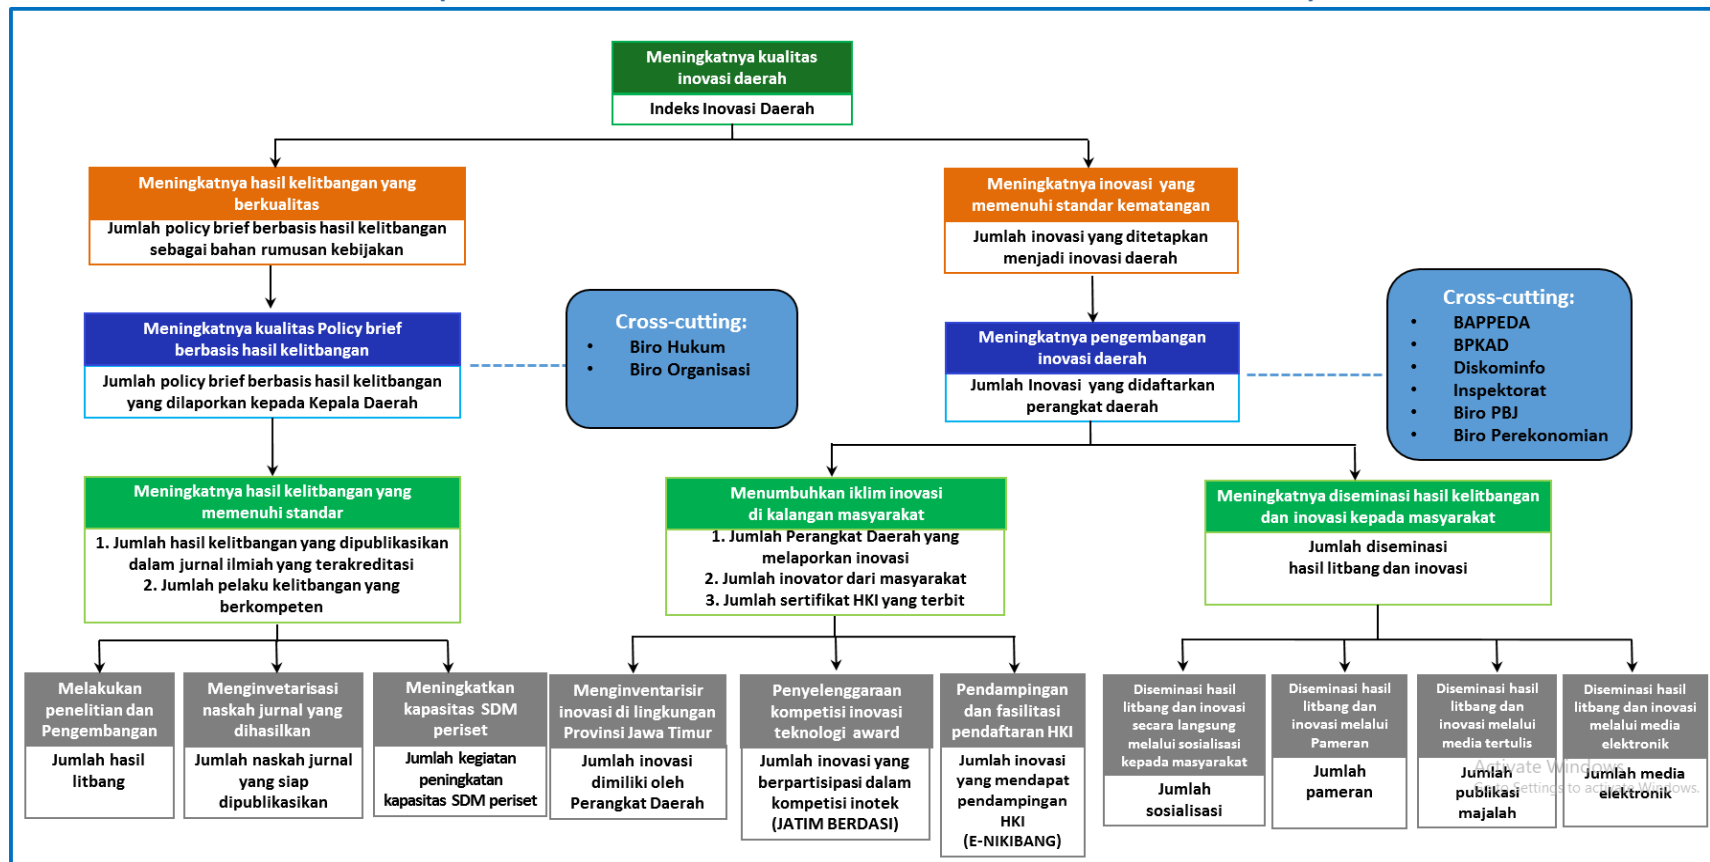 Meningkatnya kualitas
inovasi daerah
Indeks Inovasi Daerah
Meningkatnya hasil kelitbangan yang
berkualitas
Jumlah policy brief berbasis hasil kelitbangan
sebagai bahan rumusan kebijakan
Meningkatnya inovasi yang
memenuhi standar kematangan
Jumlah inovasi yang ditetapkan
menjadi inovasi daerah
Meningkatnya kualitas Policy brief
berbasis hasil kelitbangan
Jumlah policy brief berbasis hasil kelitbangan
yang dilaporkan kepada Kepala Daerah
Cross-cutting:
• Biro Hukum
• Biro Organisasi
Meningkatnya pengembangan
inovasi daerah
Jumlah Inovasi yang didaftarkan
perangkat daerah
Cross-cutting:
• BAPPEDA
• BPKAD
• Diskominfo
• Inspektorat
• Biro PBJ
• Biro Perekonomian
Meningkatnya hasil kelitbangan yang
memenuhi standar
1. Jumlah hasil kelitbangan yang dipublikasikan
dalam jurnal ilmiah yang terakreditasi
2. Jumlah pelaku kelitbangan yang
berkompeten
Menumbuhkan iklim inovasi
di kalangan masyarakat
1. Jumlah Perangkat Daerah yang
melaporkan inovasi
2. Jumlah inovator dari masyarakat
3. Jumlah sertifikat HKI yang terbit
Meningkatnya diseminasi hasil kelitbangan
dan inovasi kepada masyarakat
Jumlah diseminasi
hasil litbang dan inovasi
Melakukan
penelitian dan
Pengembangan
Jumlah hasil
litbang
Menginvetarisasi
naskah jurnal yang
dihasilkan
Jumlah naskah jurnal
yang siap
dipublikasikan
Meningkatkan
kapasitas SDM
periset
Jumlah kegiatan
peningkatan
kapasitas SDM periset
Menginventarisir
inovasi di lingkungan
Provinsi Jawa Timur
Jumlah inovasi
dimiliki oleh
Perangkat Daerah
Penyelenggaraan
kompetisi inovasi
teknologi award
Jumlah inovasi yang
berpartisipasi dalam
kompetisi inotek
(JATIM BERDASI)
Pendampingan
dan fasilitasi
pendaftaran HKI
Jumlah inovasi
yang mendapat
pendampingan
HKI
(E-NIKIBANG)
Diseminasi hasil
litbang dan inovasi
secara langsung
melalui sosialisasi
kepada masyarakat
Jumlah
sosialisasi
Diseminasi hasil
litbang dan
inovasi melalui
Pameran
Jumlah
pameran
Diseminasi hasil
litbang dan
inovasi melalui
media tertulis
Jumlah
publikasi
majalah
Diseminasi hasil
litbang dan inovasi
melalui media
elektronik
Jumlah media
elektronik
Activate Windows
Go to Settings to activate Windows.